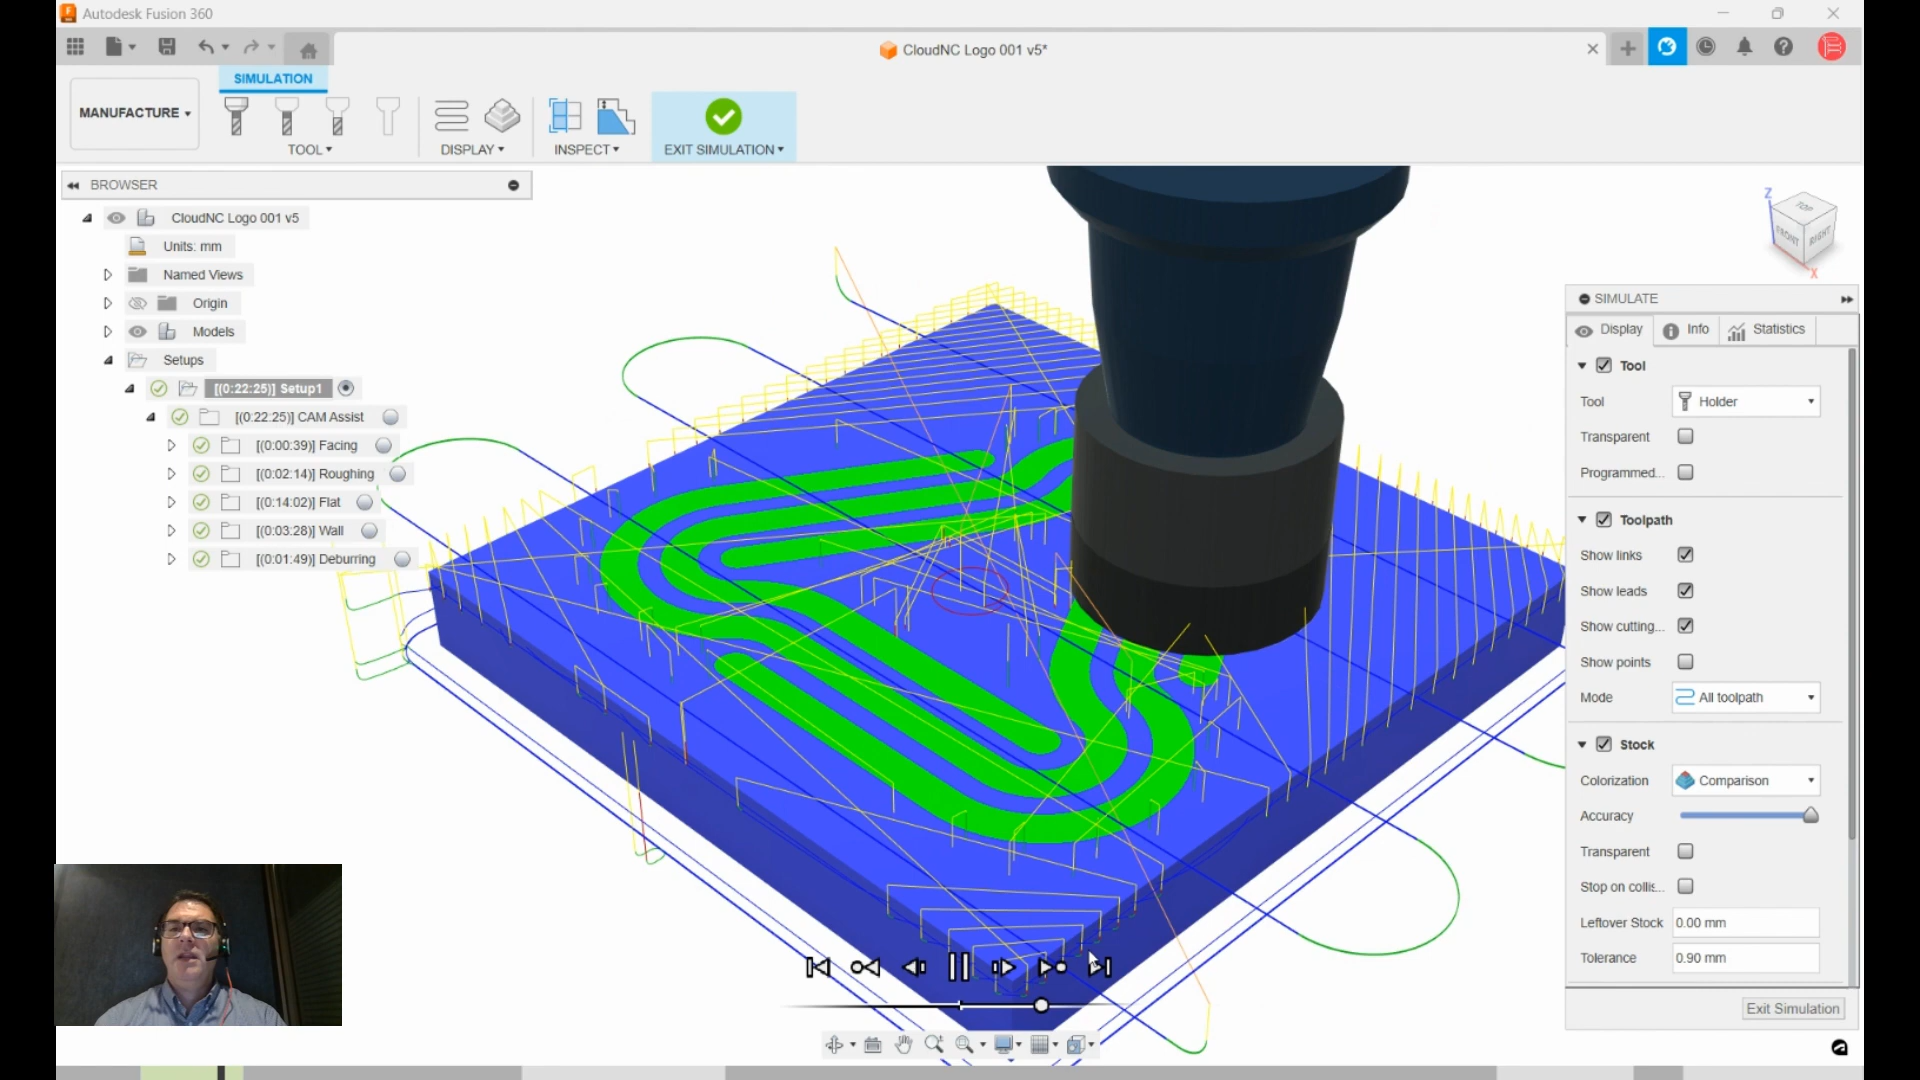 Autodesk Fusion 360
CloudNC Logo 001 v5*
SIMULATION
MANUFACTURE
TOOL
DISPLAY
INSPECT
EXIT SIMULATION
BROWSER
CloudNC Logo 001 v5
Units: mm
Named Views
Origin
Models
Setups
[(0:22:25)] Setup1
[(0:22:25)] CAM Assist
[(0:00:39)] Facing
[(0:02:14)] Roughing
[(0:14:02)] Flat
[(0:03:28)] Wall
[(0:01:49)] Deburring
Z
TOP
FRONT
RIGHT
X
SIMULATE
Display
Info
Statistics
Tool
Tool
Holder
Transparent
Programmed...
Toolpath
Show links
Show leads
Show cutting...
Show points
Mode
All toolpath
Stock
Colorization
Comparison
Accuracy
Transparent
Stop on collis...
Leftover Stock
0.00 mm
Tolerance
0.90 mm
Exit Simulation